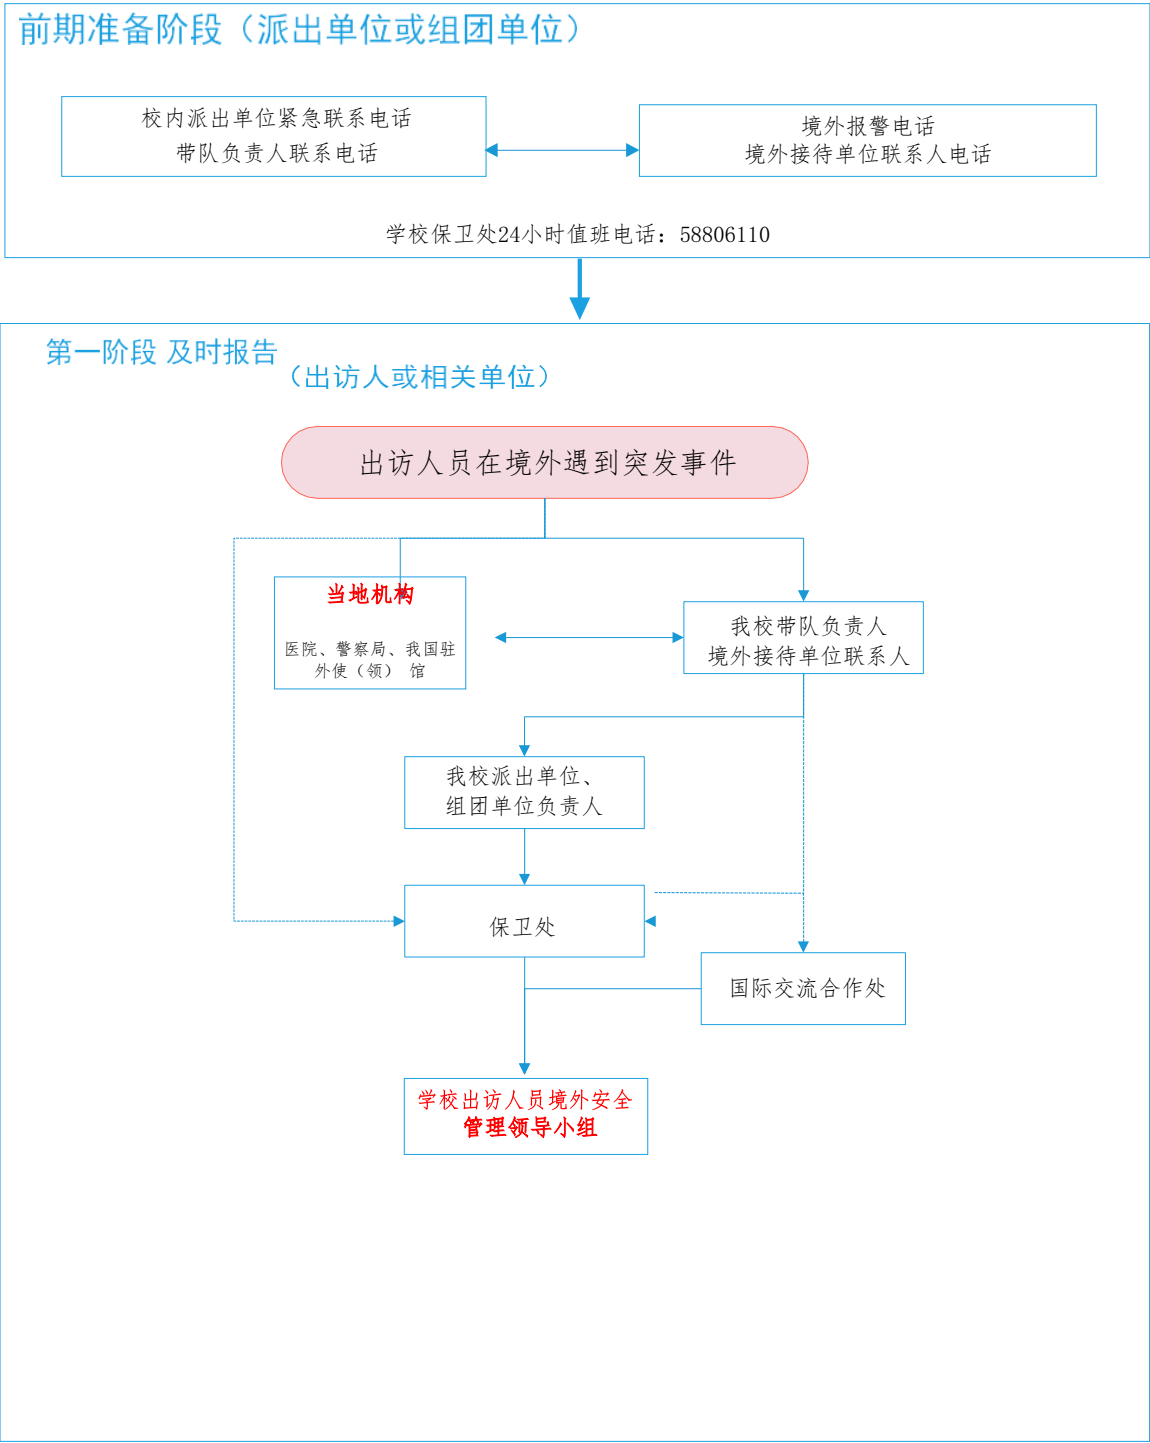 前期准备阶段（派出单位或组团单位）
校内派出单位紧急联系电话
带队负责人联系电话
境外报警电话
境外接待单位联系人电话
学校保卫处24小时值班电话：58806110
第一阶段 及时报告
（出访人或相关单位）
出访人员在境外遇到突发事件
当地机构
医院、警察局、我国驻
外使（领） 馆
我校带队负责人
境外接待单位联系人
我校派出单位、
组团单位负责人
保卫处
国际交流合作处
学校出访人员境外安全
管理领导小组